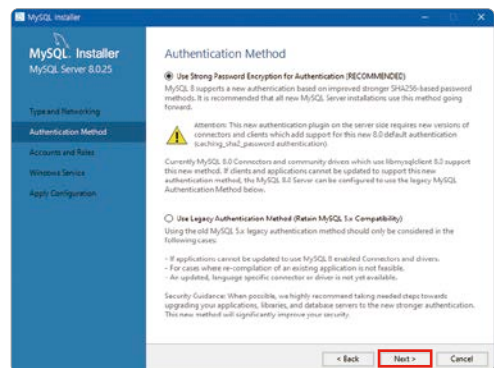 MySQL Installer
MySQL. Installer
MySQL Server 8.0.25
Type and Networking
Authentication Method
Accounts and Roles
Windows Service
Apply Configuration
Authentication Method
Use Strong Password Encryption for Authentication (RECOMMENDED)
MySQL 8 supports a new authentication based on improved stronger SHA256-based password
methods. It is recommended that all new MySQL Server installations use this method going
forward.
Attention: This new authentication plugin on the server side requires new versions of
connectors and clients which add support for this new 8.0 default authentication
(caching_sha2_password authentication).
Currently MySQL 8.0 Connectors and community drivers which use libmysqlclient 8.0 support
this new method. If clients and applications cannot be updated to support this new
authentication method, the MySQL 8.0 Server can be configured to use the legacy MySQL
Authentication Method below.
Use Legacy Authentication Method (Retain MySQL 5.x Compatibility)
Using the old MySQL 5.x legacy authentication method should only be considered in the
following cases:
- If applications cannot be updated to use MySQL 8 enabled Connectors and drivers.
- For cases where re-compilation of an existing application is not feasible.
- An updated, language specific connector or driver is not yet available.
Security Guidance: When possible, we highly recommend taking needed steps towards
upgrading your applications, libraries, and database servers to the new stronger authentication.
This new method will significantly improve your security.
< Back
Next >
Cancel